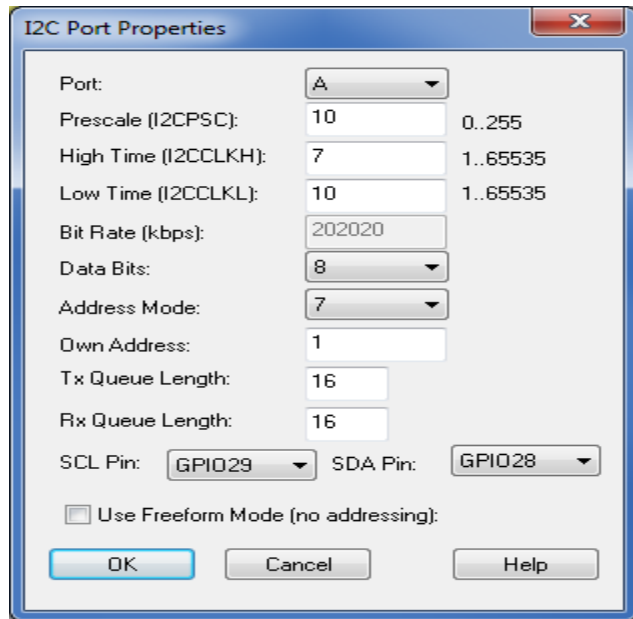 I2C Port Properties
Port: A
Prescale (I2CPSC): 10 0..255
High Time (I2CCLKH): 7 1..65535
Low Time (I2CCLKL): 10 1..65535
Bit Rate (kbps): 202020
Data Bits: 8
Address Mode: 7
Own Address: 1
Tx Queue Length: 16
Rx Queue Length: 16
SCL Pin: GPIO29 SDA Pin: GPIO28
Use Freeform Mode (no addressing):
OK Cancel Help